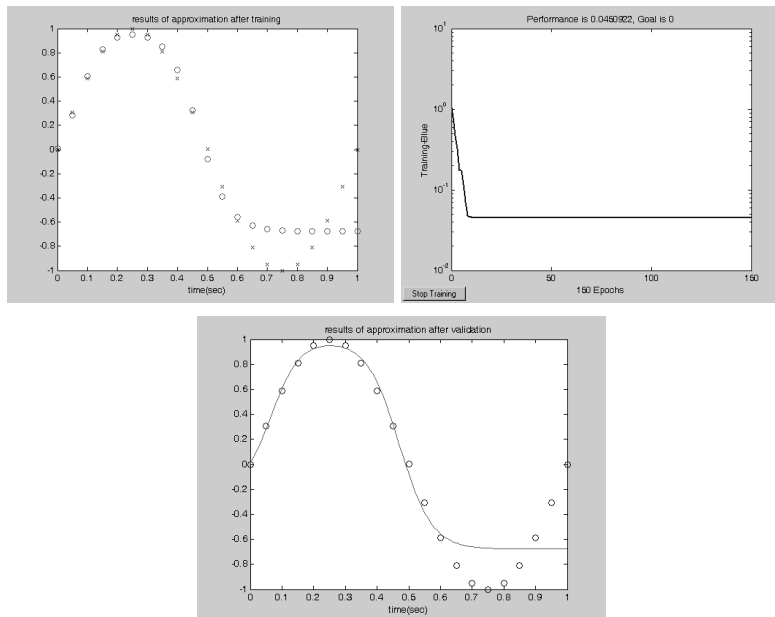 results of approximation after training
1
0.8
0.6
0.4
0.2
0
-0.2
-0.4
-0.6
-0.8
-1
0 0.1 0.2 0.3 0.4 0.5 0.6 0.7 0.8 0.9 1
time(sec)
Performance is 0.0450922, Goal is 0
Training-Blue
10^1
10^0
10^-1
10^-2
0 50 100 150
150 Epochs
Stop Training
results of approximation after validation
1
0.8
0.6
0.4
0.2
0
-0.2
-0.4
-0.6
-0.8
-1
0 0.1 0.2 0.3 0.4 0.5 0.6 0.7 0.8 0.9 1
time(sec)